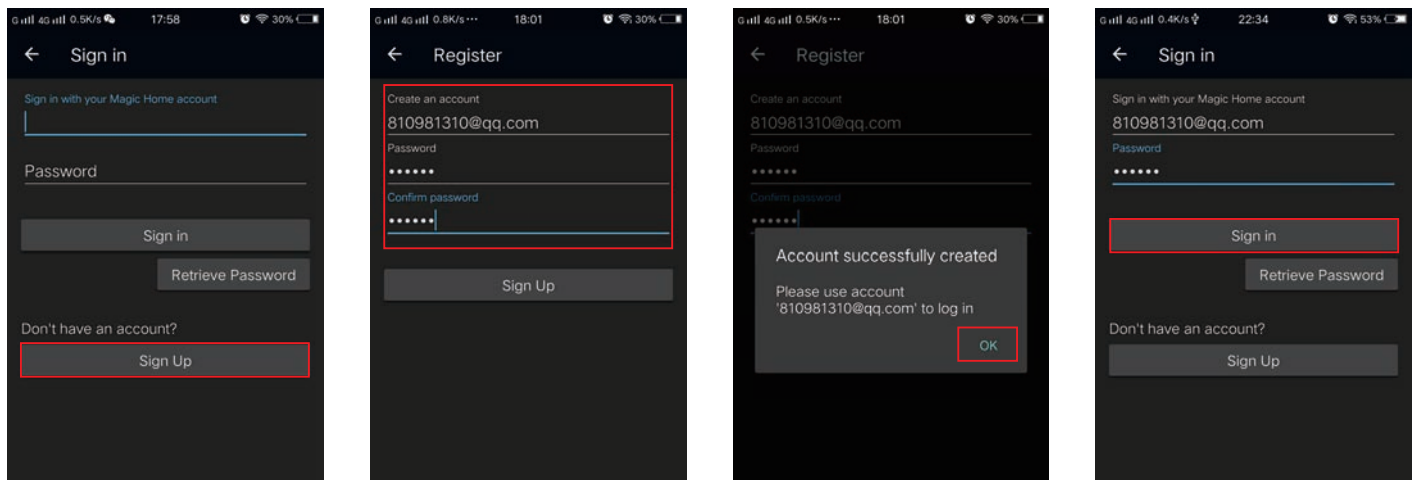 G 4G 0.5K/s 17:58 30%
Sign in
Sign in with your Magic Home account
Password
Sign in
Retrieve Password
Don't have an account?
Sign Up
G 4G 0.8K/s ··· 18:01 30%
Register
Create an account
810981310@qq.com
Password
••••••
Confirm password
••••••
Sign Up
G 4G 0.5K/s ··· 18:01 30%
Register
Create an account
810981310@qq.com
Password
••••••
Confirm password
••••••
Account successfully created
Please use account
'810981310@qq.com' to log in
OK
G 4G 0.4K/s 22:34 53%
Sign in
Sign in with your Magic Home account
810981310@qq.com
Password
••••••
Sign in
Retrieve Password
Don't have an account?
Sign Up